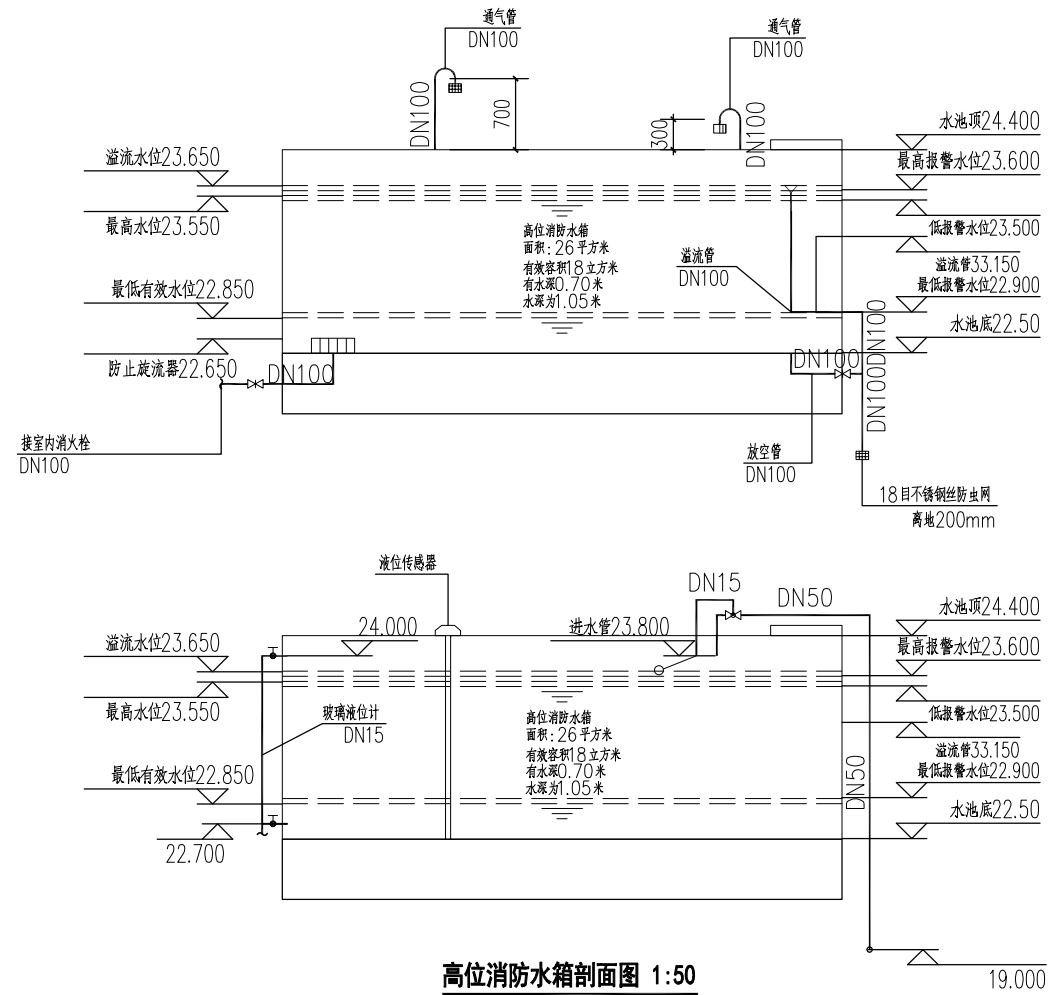 通气管
DN100
通气管
DN100
DN100
700
300
DN100
水池顶24.400
溢流水位23.650
最高报警水位23.600
最高水位23.550
低报警水位23.500
高位消防水箱
面积：26平方米
有效容积18立方米
有水深0.70米
水深为1.05米
溢流管
DN100
溢流管33.150
最低报警水位22.900
最低有效水位22.850
水池底22.50
防止旋流器22.650
DN100
DN100
DN100DN100
接室内消火栓
DN100
放空管
DN100
18目不锈钢丝防虫网
离地200mm
液位传感器
DN15
DN50
水池顶24.400
24.000
进水管23.800
溢流水位23.650
最高报警水位23.600
最高水位23.550
玻璃液位计
DN15
高位消防水箱
面积：26平方米
有效容积18立方米
有水深0.70米
水深为1.05米
低报警水位23.500
溢流管33.150
最低报警水位22.900
最低有效水位22.850
DN50
水池底22.50
22.700
19.000
高位消防水箱剖面图 1:50